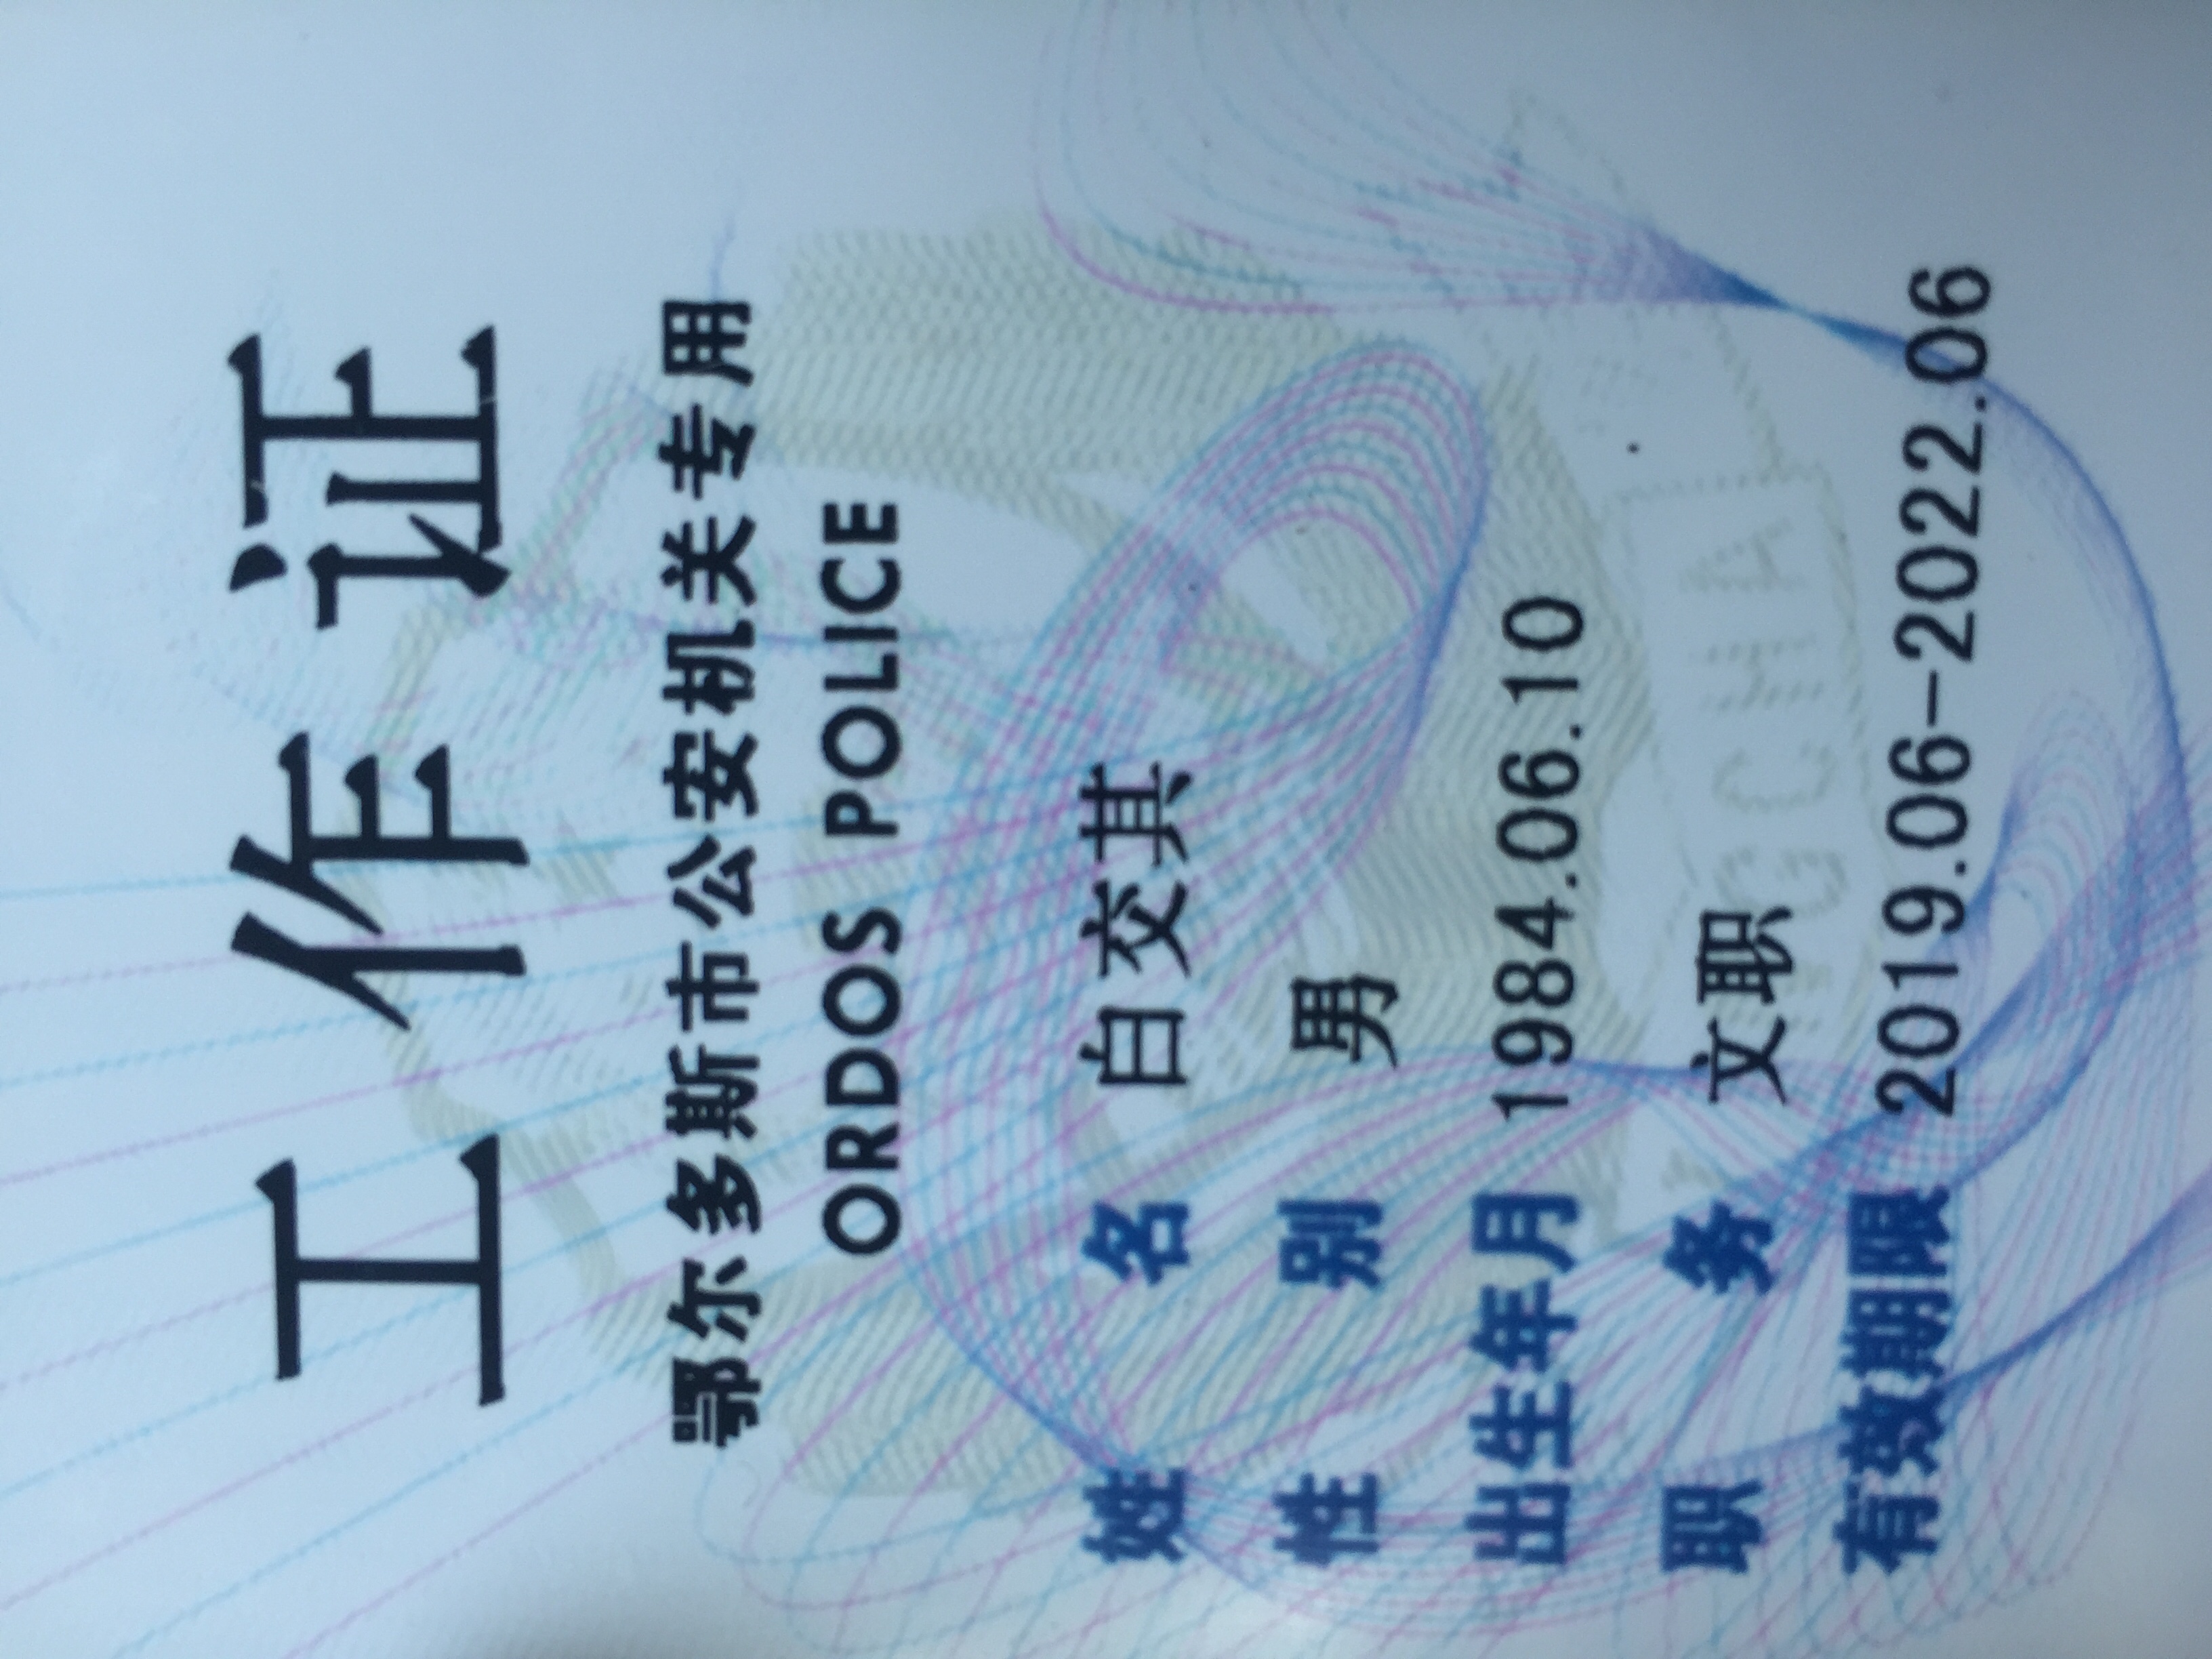 工作证
鄂尔多斯市公安机关专用
ORDOS POLICE
姓名 白交其
性别 男
出生年月 1984.06.10
职务 文职
有效期限 2019.06-2022.06